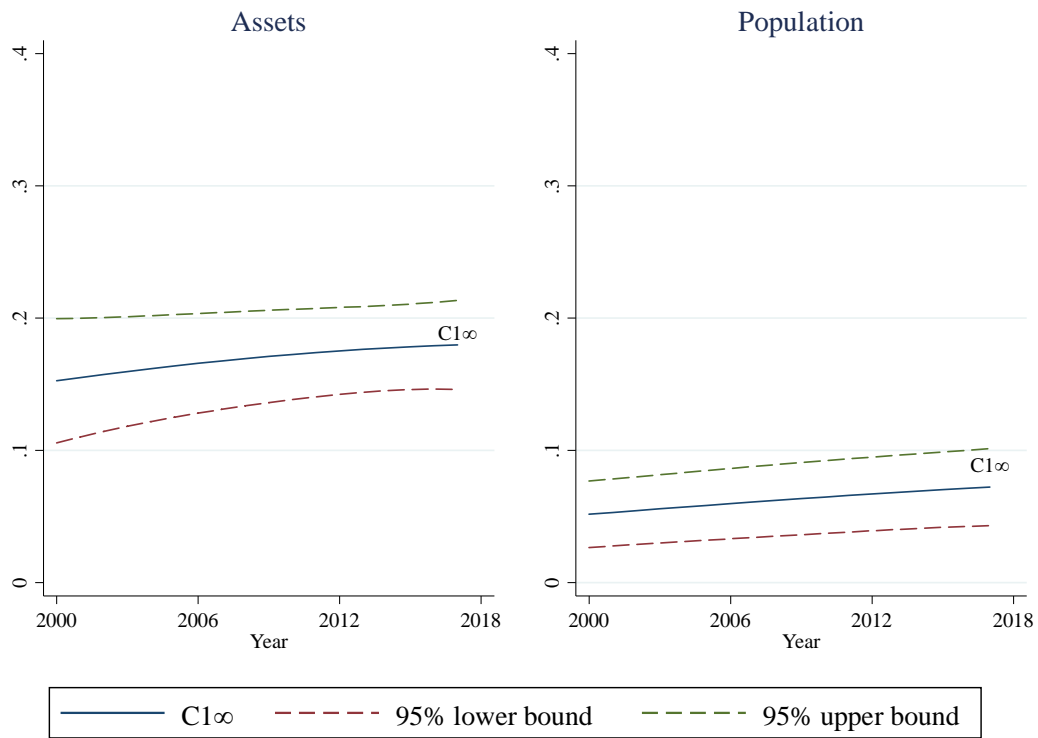 Assets
.4
.3
.2
.1
0
C1∞
2000 2006 2012 2018
Year
Population
.4
.3
.2
.1
0
C1∞
2000 2006 2012 2018
Year
C1∞ 95% lower bound 95% upper bound